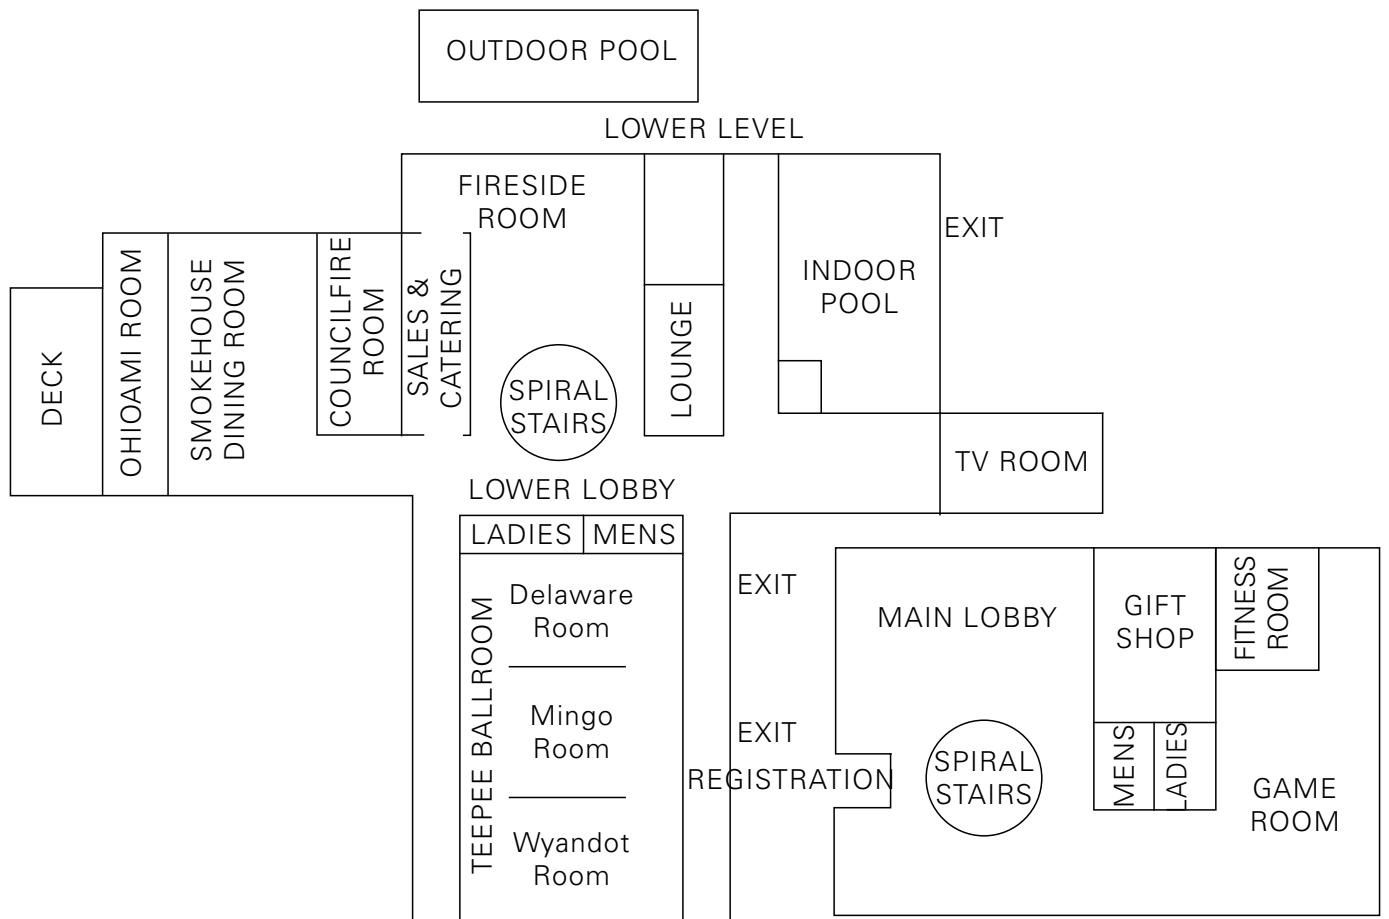 OUTDOOR POOL
LOWER LEVEL
FIRESIDE
ROOM
EXIT
INDOOR
POOL
DECK
OHIOAMI ROOM
SMOKEHOUSE
DINING ROOM
COUNCILFIRE
ROOM
SALES &
CATERING
SPIRAL
STAIRS
LOUNGE
TV ROOM
LOWER LOBBY
LADIES
MENS
TEEPEE BALLROOM
Delaware
Room
Mingo
Room
Wyandot
Room
EXIT
EXIT
REGISTRATION
MAIN LOBBY
GIFT
SHOP
FITNESS
ROOM
SPIRAL
STAIRS
MENS
LADIES
GAME
ROOM